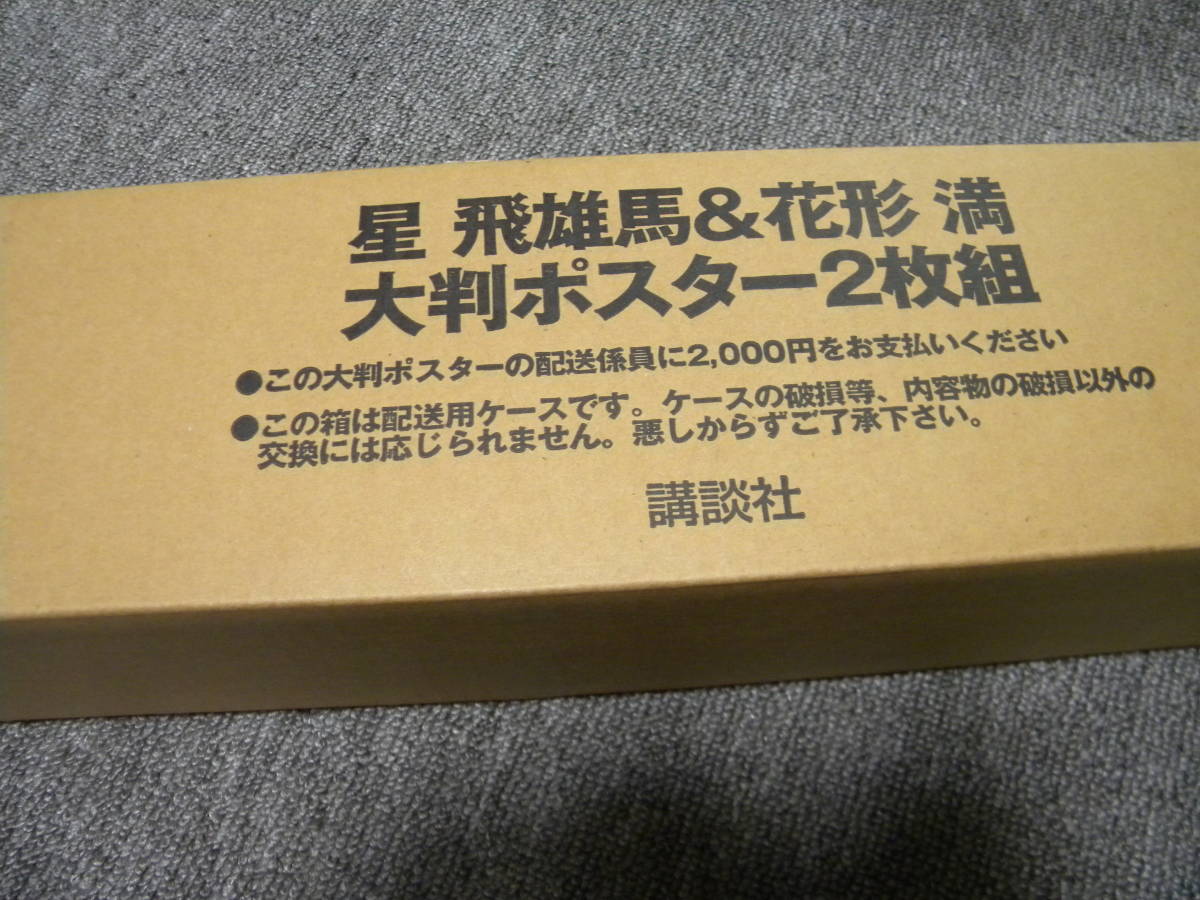 星 飛雄馬&花形 満
大判ポスター2枚組
●この大判ポスターの配送係員に2,000円をお支払いください
●この箱は配送用ケースです。ケースの破損等、内容物の破損以外の
交換には応じられません。悪しからずご了承下さい。
講談社